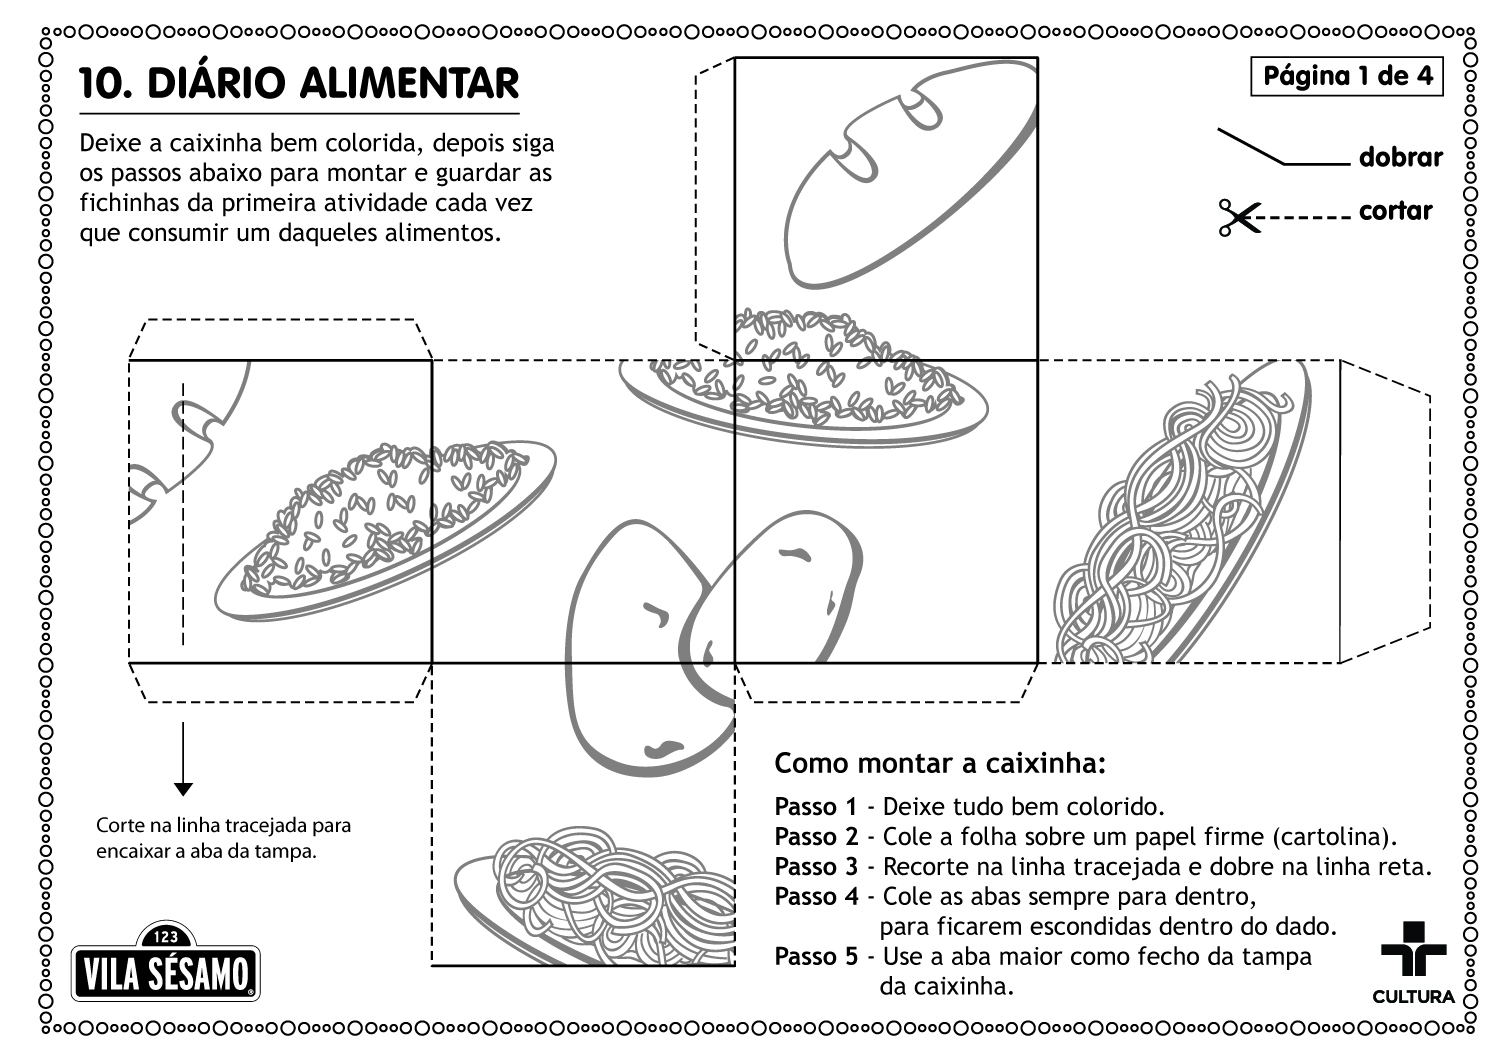 10. DIÁRIO ALIMENTAR
Deixe a caixinha bem colorida, depois siga
os passos abaixo para montar e guardar as
fichinhas da primeira atividade cada vez
que consumir um daqueles alimentos.
Página 1 de 4
dobrar
cortar
Corte na linha tracejada para
encaixar a aba da tampa.
Como montar a caixinha:
Passo 1 - Deixe tudo bem colorido.
Passo 2 - Cole a folha sobre um papel firme (cartolina).
Passo 3 - Recorte na linha tracejada e dobre na linha reta.
Passo 4 - Cole as abas sempre para dentro,
para ficarem escondidas dentro do dado.
Passo 5 - Use a aba maior como fecho da tampa
da caixinha.
123
VILA SÉSAMO®
CULTURA